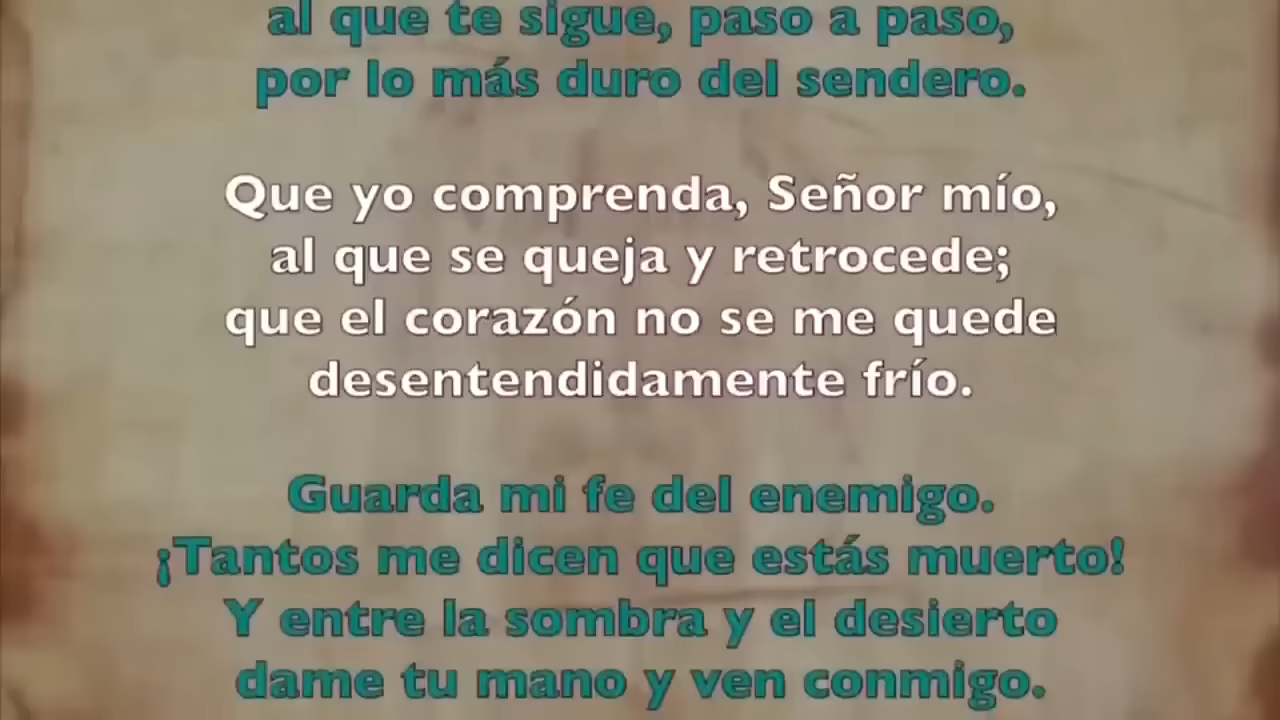 al que te sigue, paso a paso,
por lo más duro del sendero.
Que yo comprenda, Señor mío,
al que se queja y retrocede;
que el corazón no se me quede
desentendidamente frío.
Guarda mi fe del enemigo.
¡Tantos me dicen que estás muerto!
Y entre la sombra y el desierto
dame tu mano y ven conmigo.